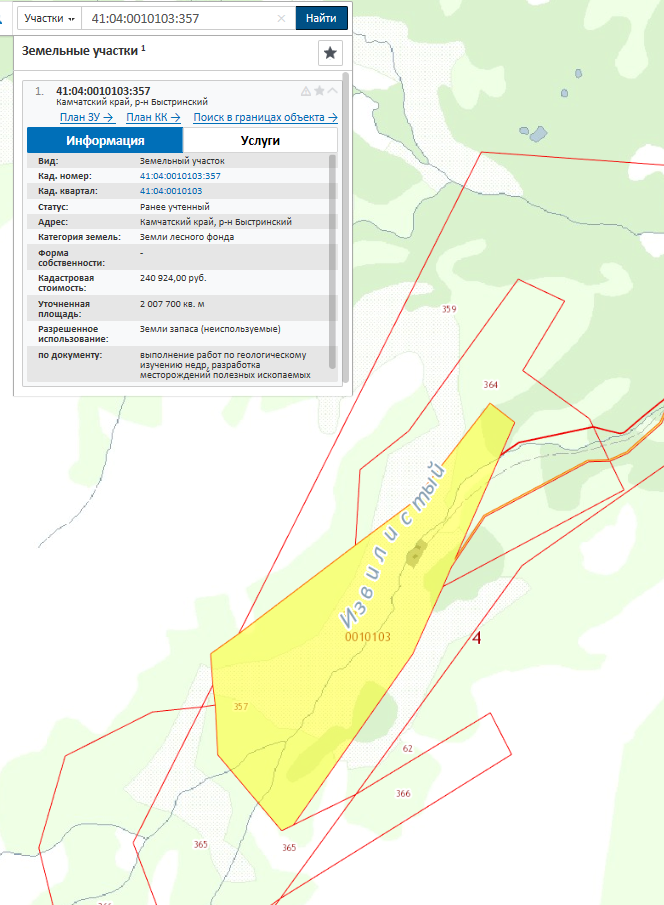 Участки
41:04:0010103:357
Найти
Земельные участки 1
1. 41:04:0010103:357
Камчатский край, р-н Быстринский
План ЗУ → План КК → Поиск в границах объекта →
Информация Услуги
Вид: Земельный участок
Кад. номер: 41:04:0010103:357
Кад. квартал: 41:04:0010103
Статус: Ранее учтенный
Адрес: Камчатский край, р-н Быстринский
Категория земель: Земли лесного фонда
Форма
собственности: -
Кадастровая
стоимость: 240 924,00 руб.
Уточненная
площадь: 2 007 700 кв. м
Разрешенное
использование: Земли запаса (неиспользуемые)
по документу: выполнение работ по геологическому
изучению недр, разработка
месторождений полезных ископаемых
359
364
Извилистый
0010103
4
357
62
366
365
365
366